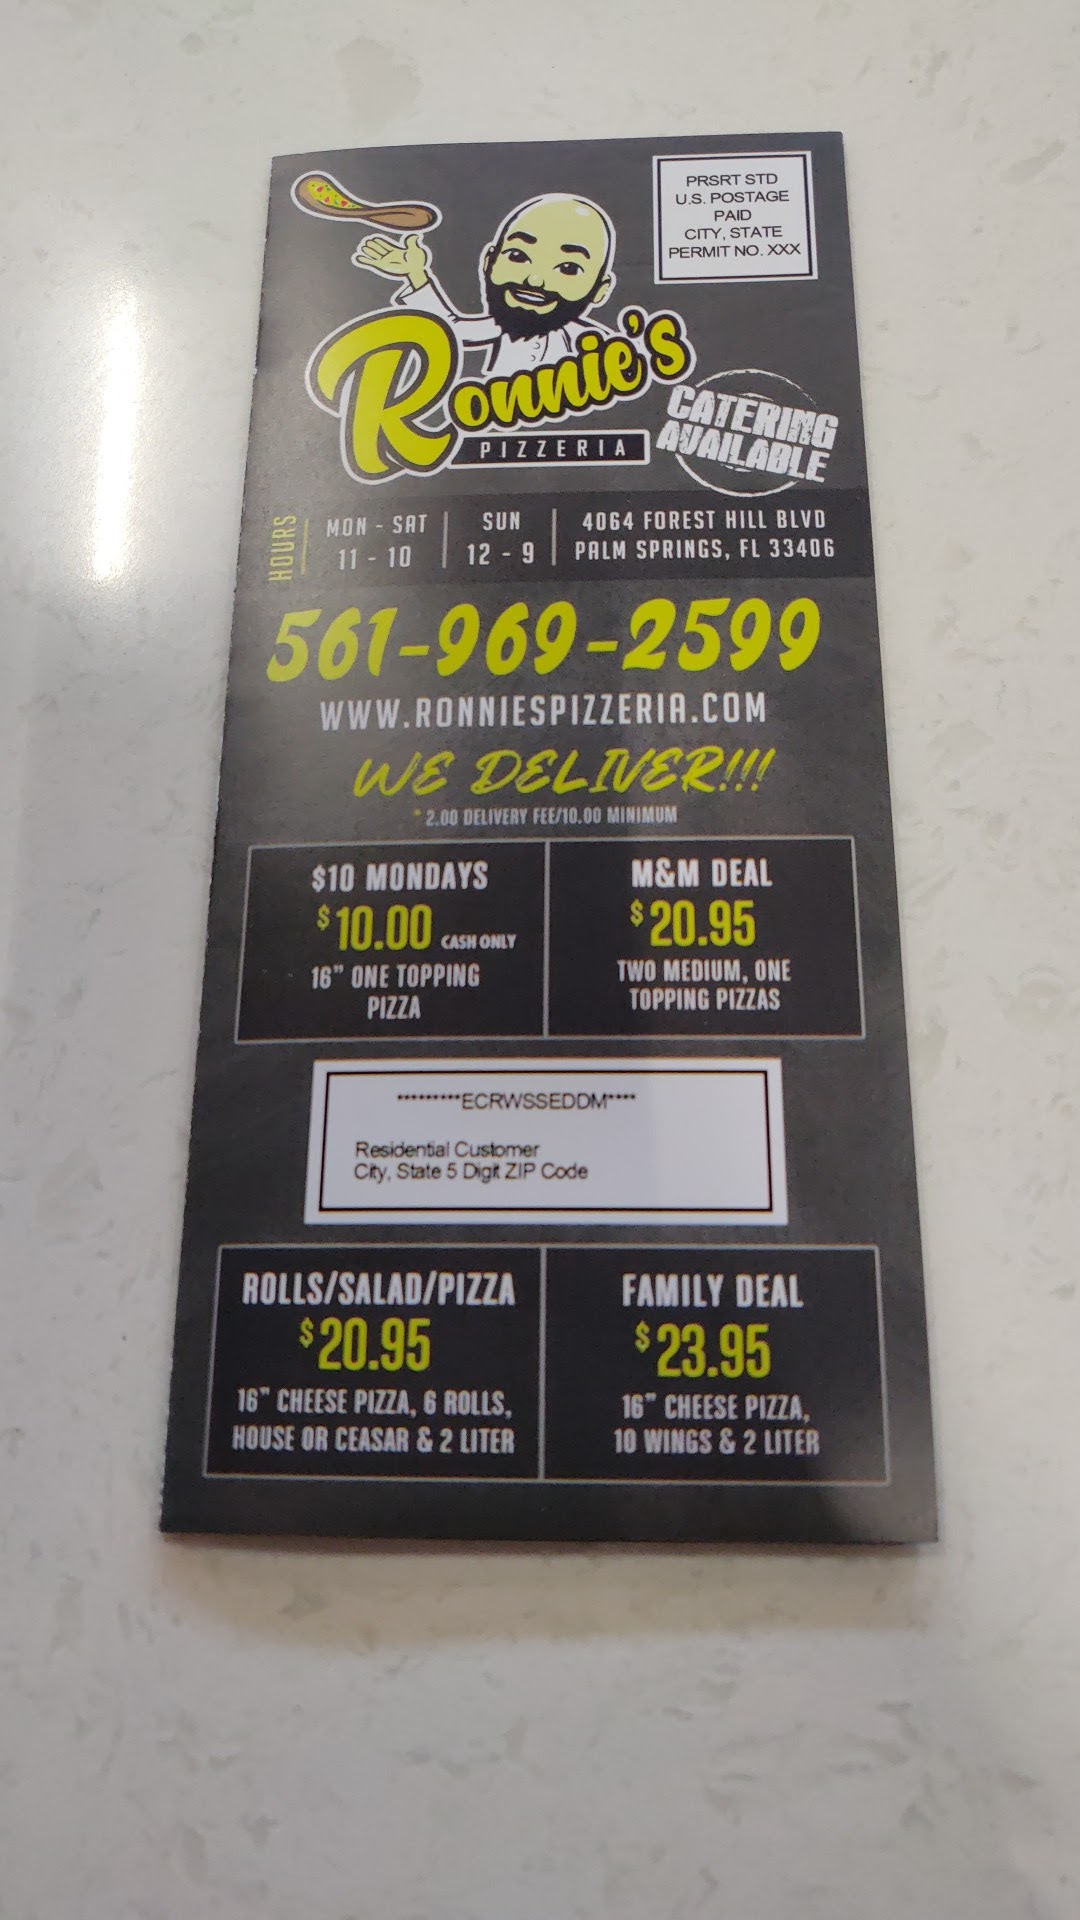 PRSRT STD
U.S. POSTAGE
PAID
CITY, STATE
PERMIT NO. XXX
Ronnie's
PIZZERIA
CATERING
AVAILABLE
HOURS
MON - SAT
11 - 10
SUN
12 - 9
4064 FOREST HILL BLVD
PALM SPRINGS, FL 33406
561-969-2599
WWW.RONNIESPIZZERIA.COM
WE DELIVER!!!
* 2.00 DELIVERY FEE/10.00 MINIMUM
$10 MONDAYS
$10.00 CASH ONLY
16" ONE TOPPING
PIZZA
M&M DEAL
$20.95
TWO MEDIUM, ONE
TOPPING PIZZAS
*********ECRWSSEDDM****
Residential Customer
City, State 5 Digit ZIP Code
ROLLS/SALAD/PIZZA
$20.95
16" CHEESE PIZZA, 6 ROLLS,
HOUSE OR CEASAR & 2 LITER
FAMILY DEAL
$23.95
16" CHEESE PIZZA,
10 WINGS & 2 LITER